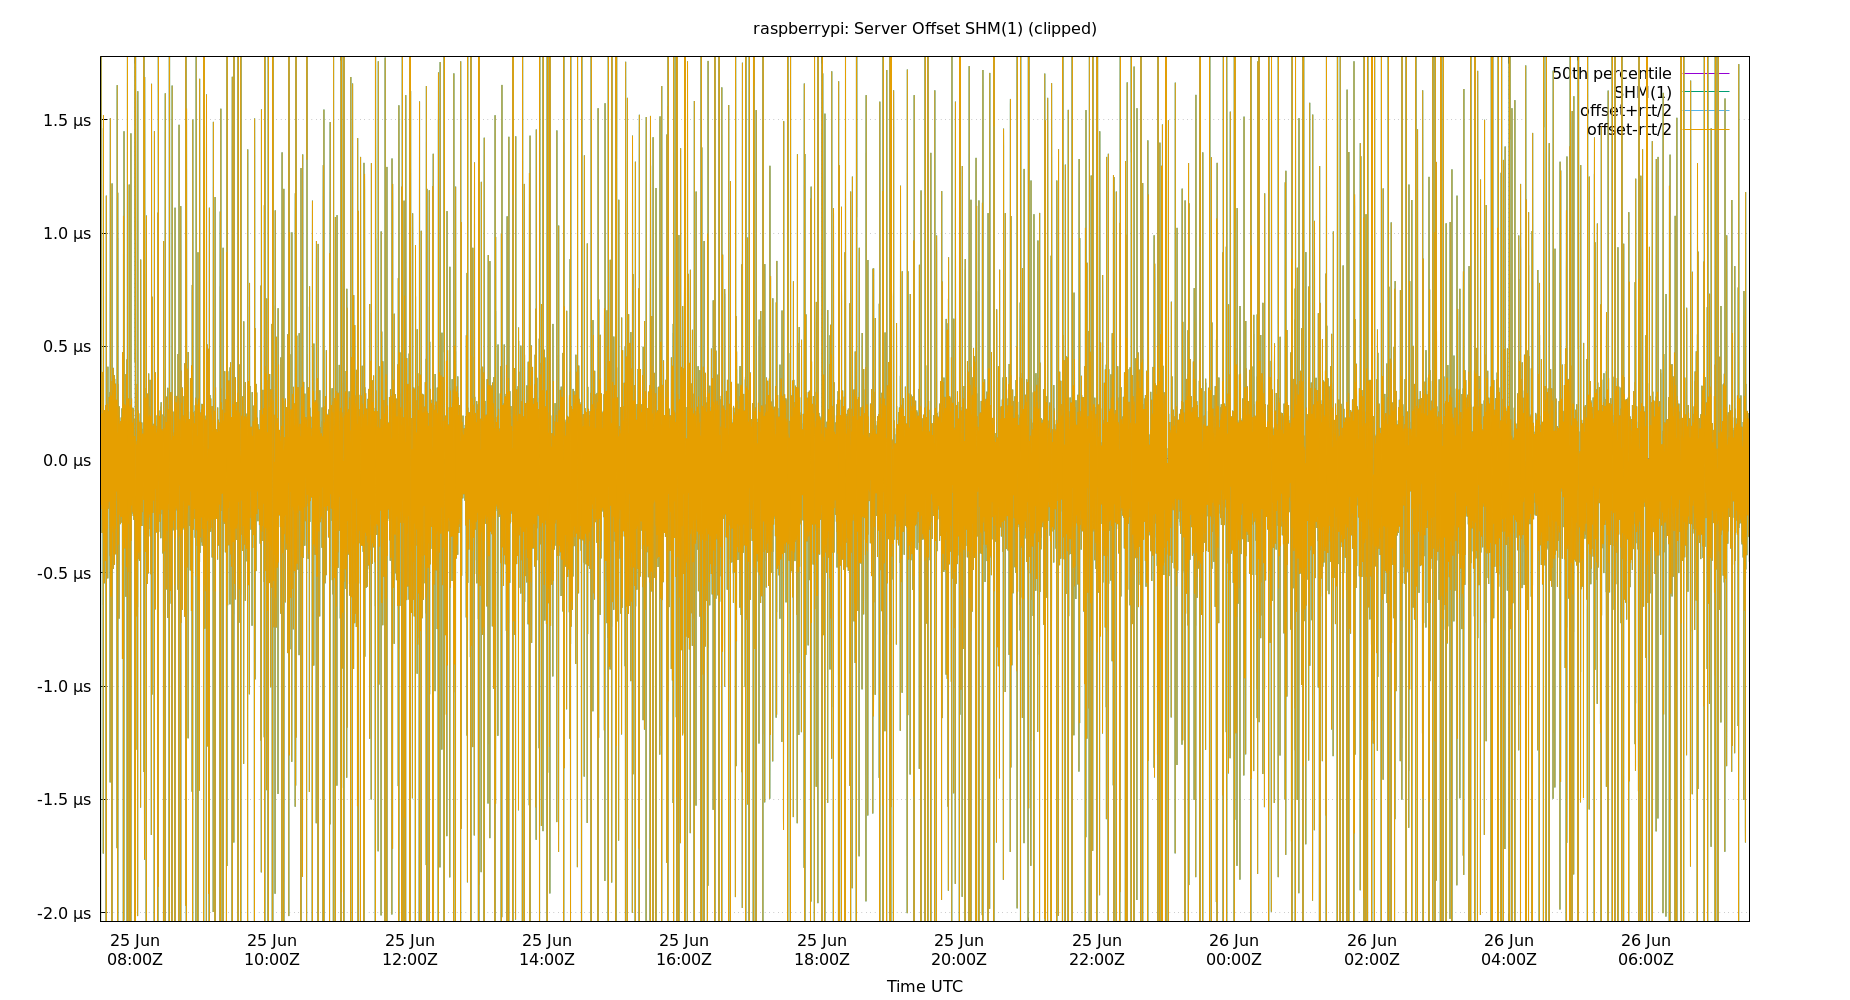 raspberrypi: Server Offset SHM(1) (clipped)
50th percentile
SHM(1)
offset+rtt/2
offset-rtt/2
1.5 µs
1.0 µs
0.5 µs
0.0 µs
-0.5 µs
-1.0 µs
-1.5 µs
-2.0 µs
25 Jun 25 Jun 25 Jun 25 Jun 25 Jun 25 Jun 25 Jun 25 Jun 26 Jun 26 Jun 26 Jun 26 Jun
08:00Z 10:00Z 12:00Z 14:00Z 16:00Z 18:00Z 20:00Z 22:00Z 00:00Z 02:00Z 04:00Z 06:00Z
Time UTC